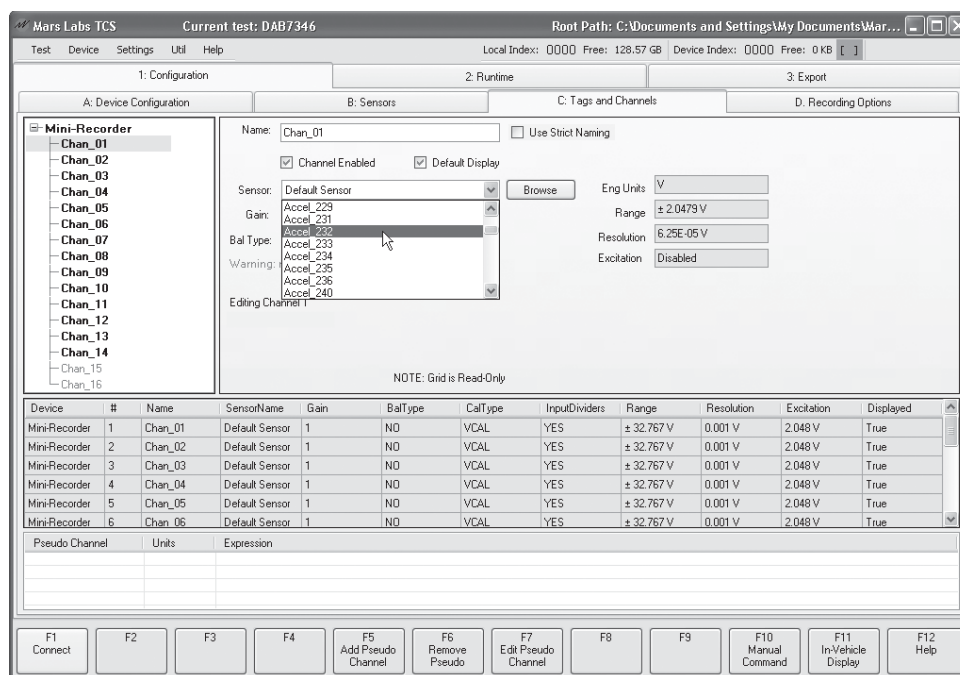 Mars Labs TCS Current test: DAB7346 Root Path: C:\Documents and Settings\My Documents\Mar...
Test Device Settings Util Help Local Index: 0000 Free: 128.57 GB Device Index: 0000 Free: 0 KB [ ]
1: Configuration 2: Runtime 3: Export
A: Device Configuration B: Sensors C: Tags and Channels D. Recording Options
Mini-Recorder
Chan_01
Chan_02
Chan_03
Chan_04
Chan_05
Chan_06
Chan_07
Chan_08
Chan_09
Chan_10
Chan_11
Chan_12
Chan_13
Chan_14
Chan_15
Chan_16
Name: Chan_01 Use Strict Naming
Channel Enabled Default Display
Sensor: Default Sensor Browse
Gain:
Bal Type:
Warning:
Editing Channel 1
Accel_229
Accel_231
Accel_232
Accel_233
Accel_234
Accel_235
Accel_236
Accel_240
Eng Units V
Range ± 2.0479 V
Resolution 6.25E-05 V
Excitation Disabled
NOTE: Grid is Read-Only
Device # Name SensorName Gain BalType CalType InputDividers Range Resolution Excitation Displayed
Mini-Recorder 1 Chan_01 Default Sensor 1 NO VCAL YES ± 32.767 V 0.001 V 2.048 V True
Mini-Recorder 2 Chan_02 Default Sensor 1 NO VCAL YES ± 32.767 V 0.001 V 2.048 V True
Mini-Recorder 3 Chan_03 Default Sensor 1 NO VCAL YES ± 32.767 V 0.001 V 2.048 V True
Mini-Recorder 4 Chan_04 Default Sensor 1 NO VCAL YES ± 32.767 V 0.001 V 2.048 V True
Mini-Recorder 5 Chan_05 Default Sensor 1 NO VCAL YES ± 32.767 V 0.001 V 2.048 V True
Mini-Recorder 6 Chan_06 Default Sensor 1 NO VCAL YES ± 32.767 V 0.001 V 2.048 V True
Pseudo Channel Units Expression
F1 Connect
F2
F3
F4
F5 Add Pseudo Channel
F6 Remove Pseudo
F7 Edit Pseudo Channel
F8
F9
F10 Manual Command
F11 In-Vehicle Display
F12 Help